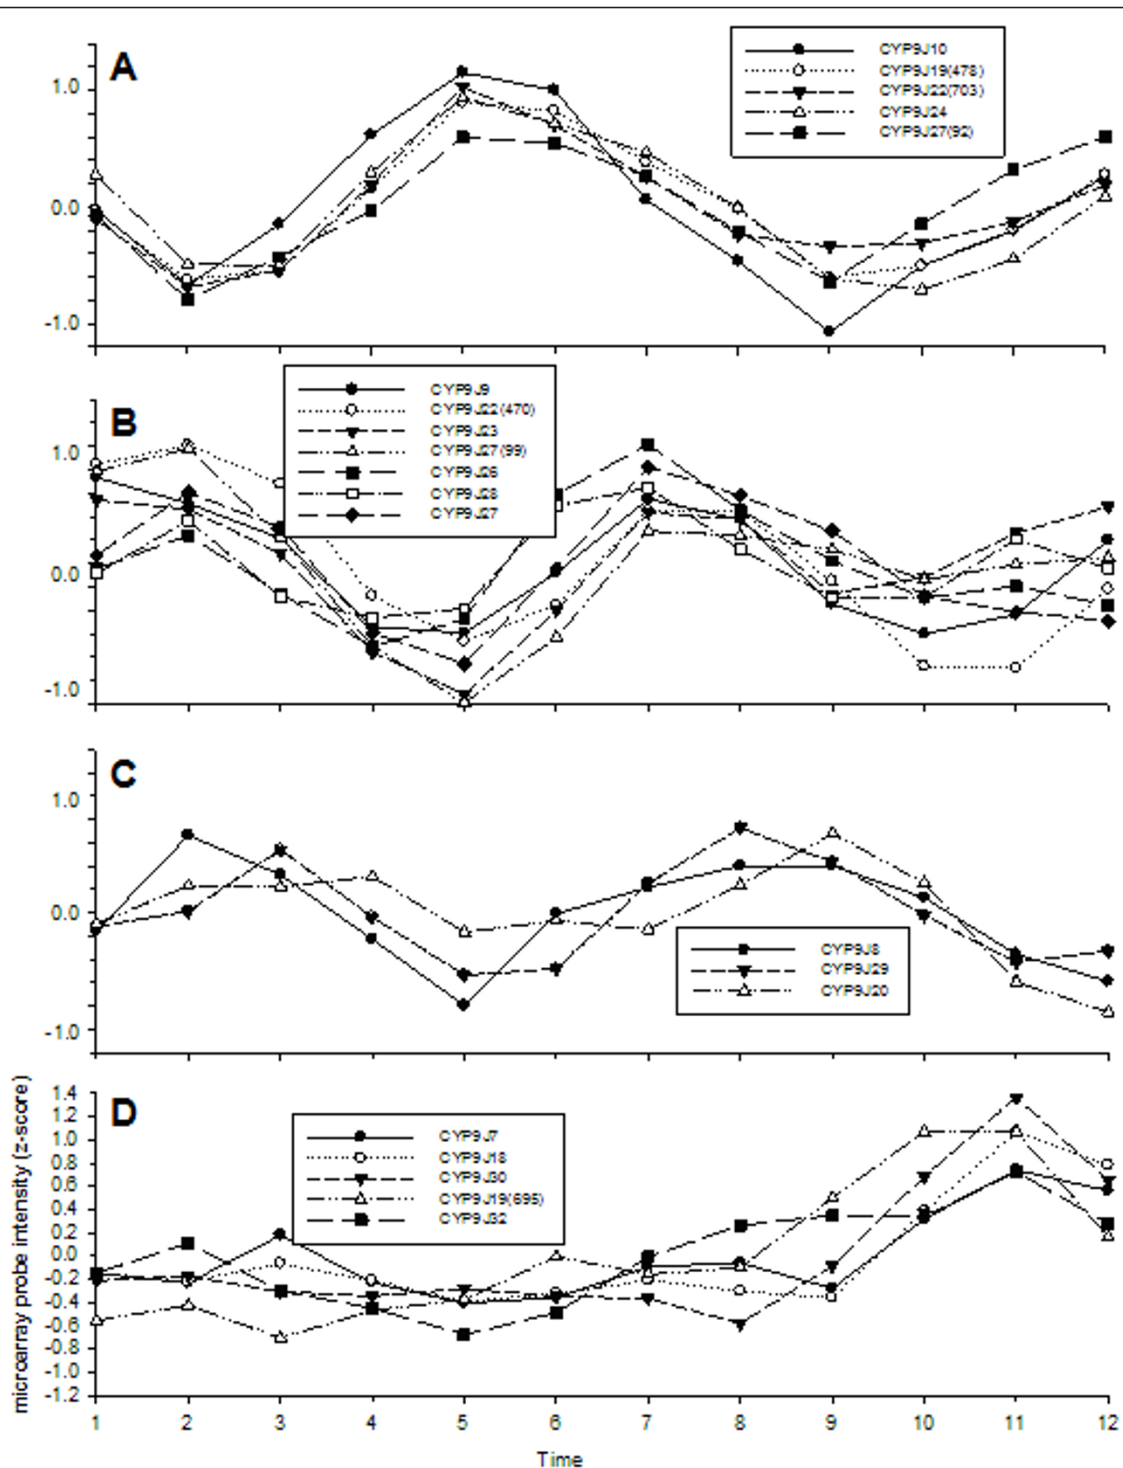 A
CYP9J10
CYP9J19(478)
CYP9J22(703)
CYP9J24
CYP9J27(92)
1.0
0.0
-1.0
B
CYP9J9
CYP9J22(470)
CYP9J23
CYP9J27(99)
CYP9J26
CYP9J28
CYP9J27
1.0
0.0
-1.0
C
1.0
0.0
-1.0
CYP9J8
CYP9J29
CYP9J20
D
CYP9J7
CYP9J18
CYP9J30
CYP9J19(695)
CYP9J32
1.4
1.2
1.0
0.8
0.6
0.4
0.2
0.0
-0.2
-0.4
-0.6
-0.8
-1.0
-1.2
microarray probe intensity (z-score)
1 2 3 4 5 6 7 8 9 10 11 12
Time